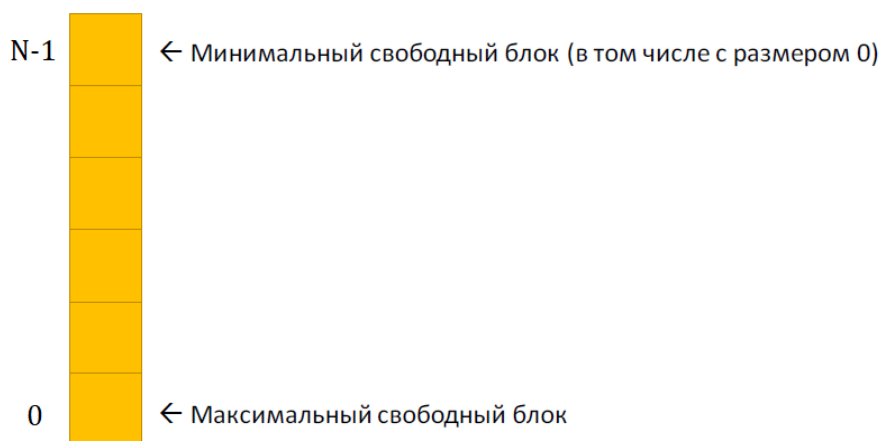 N-1 ← Минимальный свободный блок (в том числе с размером 0)
0 ← Максимальный свободный блок